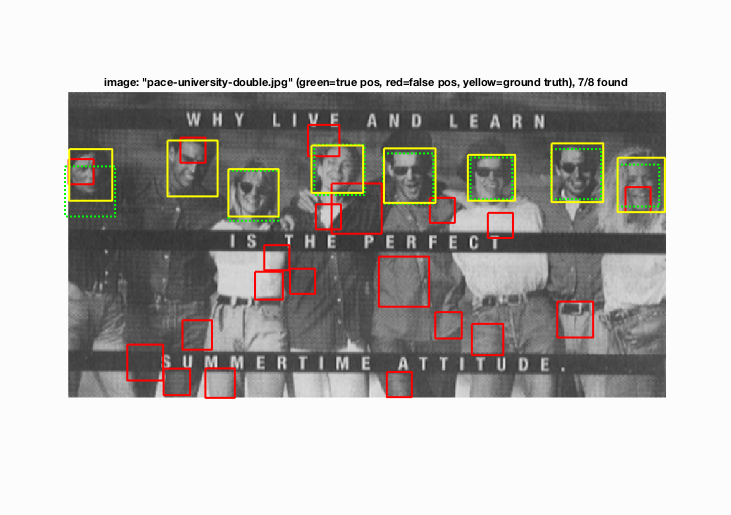 image: "pace-university-double.jpg" (green=true pos, red=false pos, yellow=ground truth), 7/8 found
WHY LIVE AND LEARN
IS THE PERFECT
SUMMERTIME ATTITUDE.